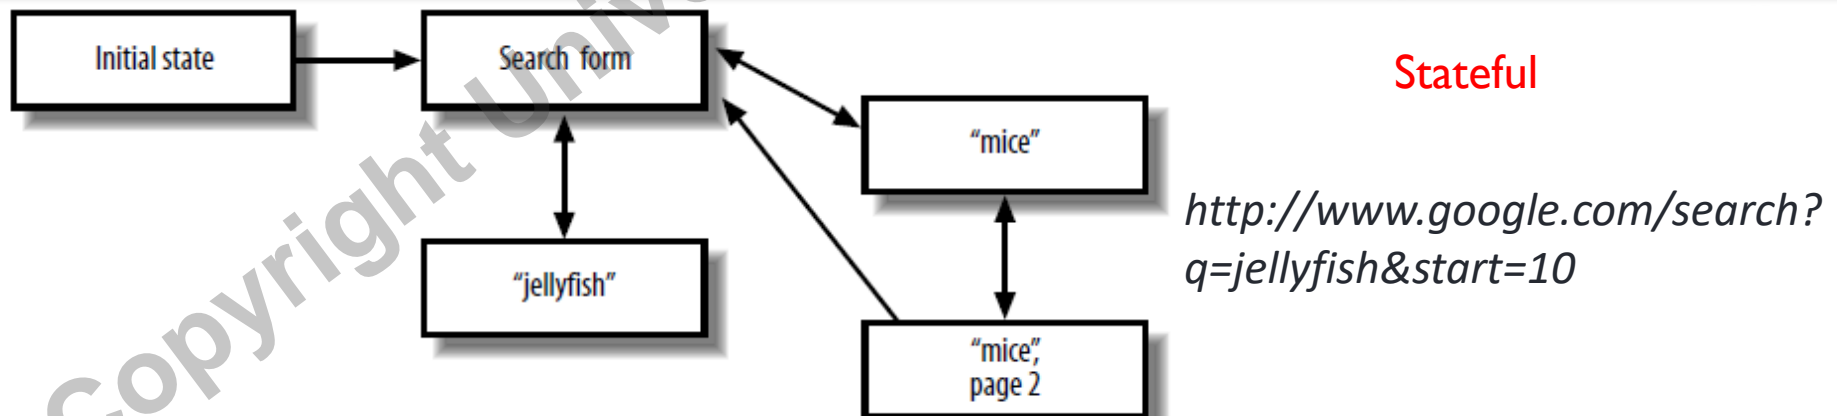 Initial state
Search form
Stateful
“mice”
http://www.google.com/search?
q=jellyfish&start=10
“jellyfish”
“mice”,
page 2
Copyright